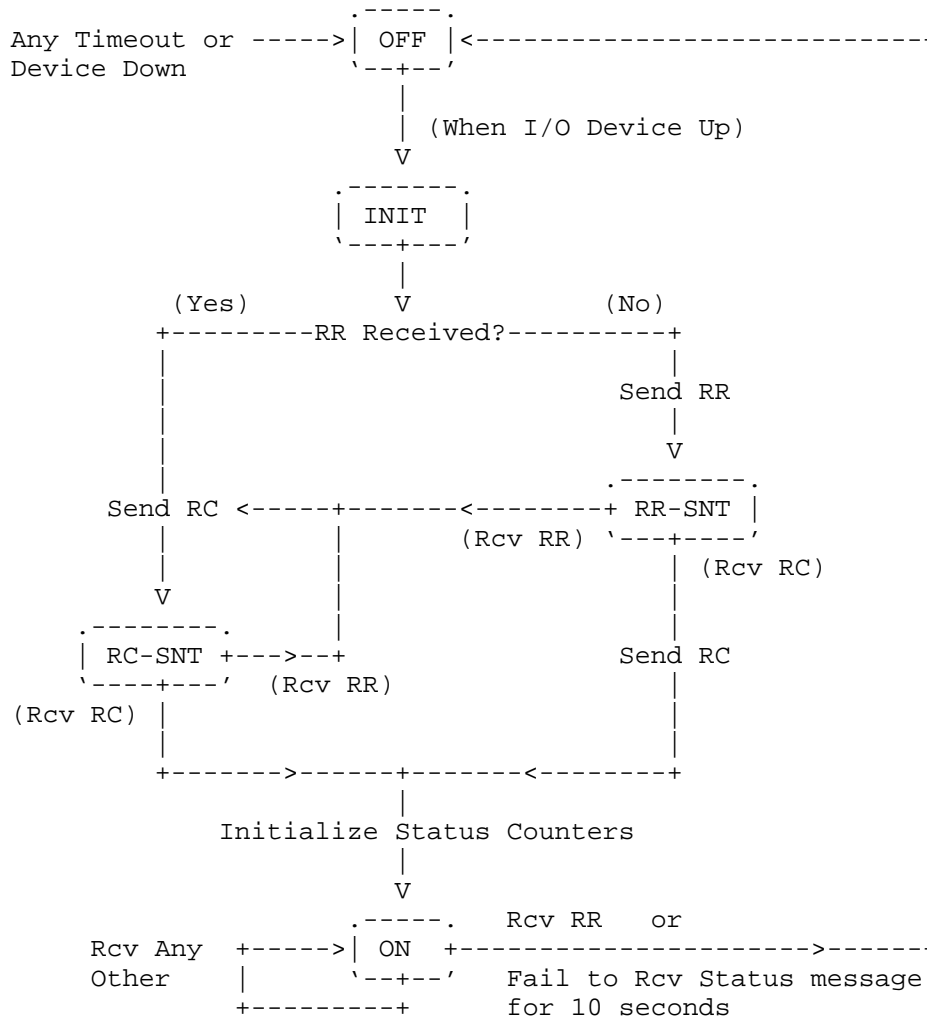 Any Timeout or
OFF
Device Down
(When I/O Device Up)
V
INIT
V
(Yes)
(No)
RR Received?
Send RR
V
Send RC
RR-SNT
(Rcv RR)
(Rcv RC)
V
RC-SNT
Send RC
(Rcv RR)
(Rcv RC)
Initialize Status Counters
V
Rcv RR or
Rcv Any
ON
Other
Fail to Rcv Status message
for 10 seconds